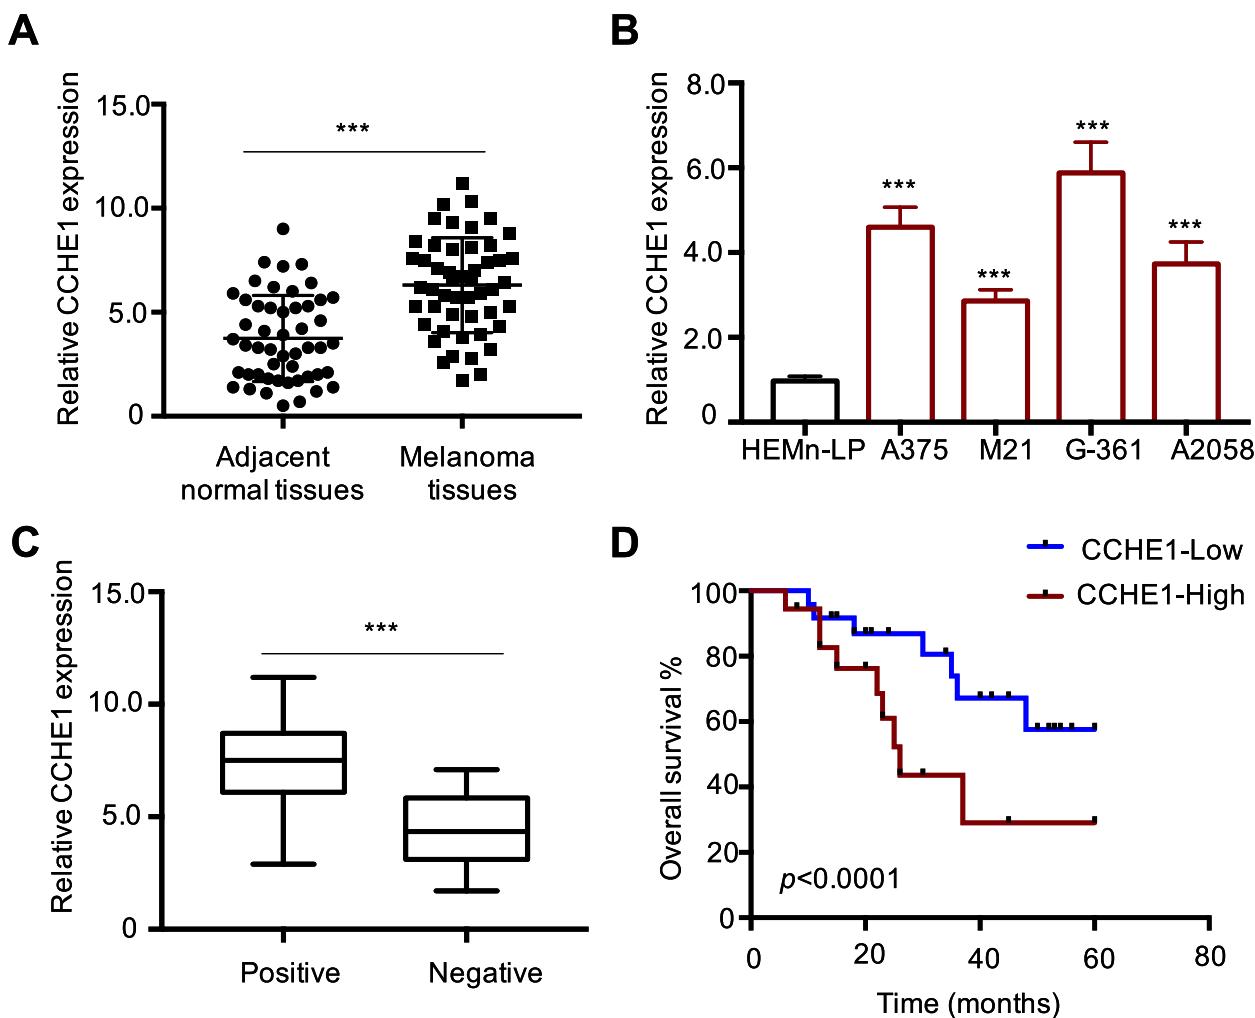 A
Relative CCHE1 expression
15.0
10.0
5.0
0
***
Adjacent
normal tissues
Melanoma
tissues
B
Relative CCHE1 expression
8.0
6.0
4.0
2.0
0
***
***
***
***
HEMn-LP
A375
M21
G-361
A2058
C
Relative CCHE1 expression
15.0
10.0
5.0
0
***
Positive
Negative
D
CCHE1-Low
CCHE1-High
Overall survival %
100
80
60
40
20
0
p<0.0001
0
20
40
60
80
Time (months)